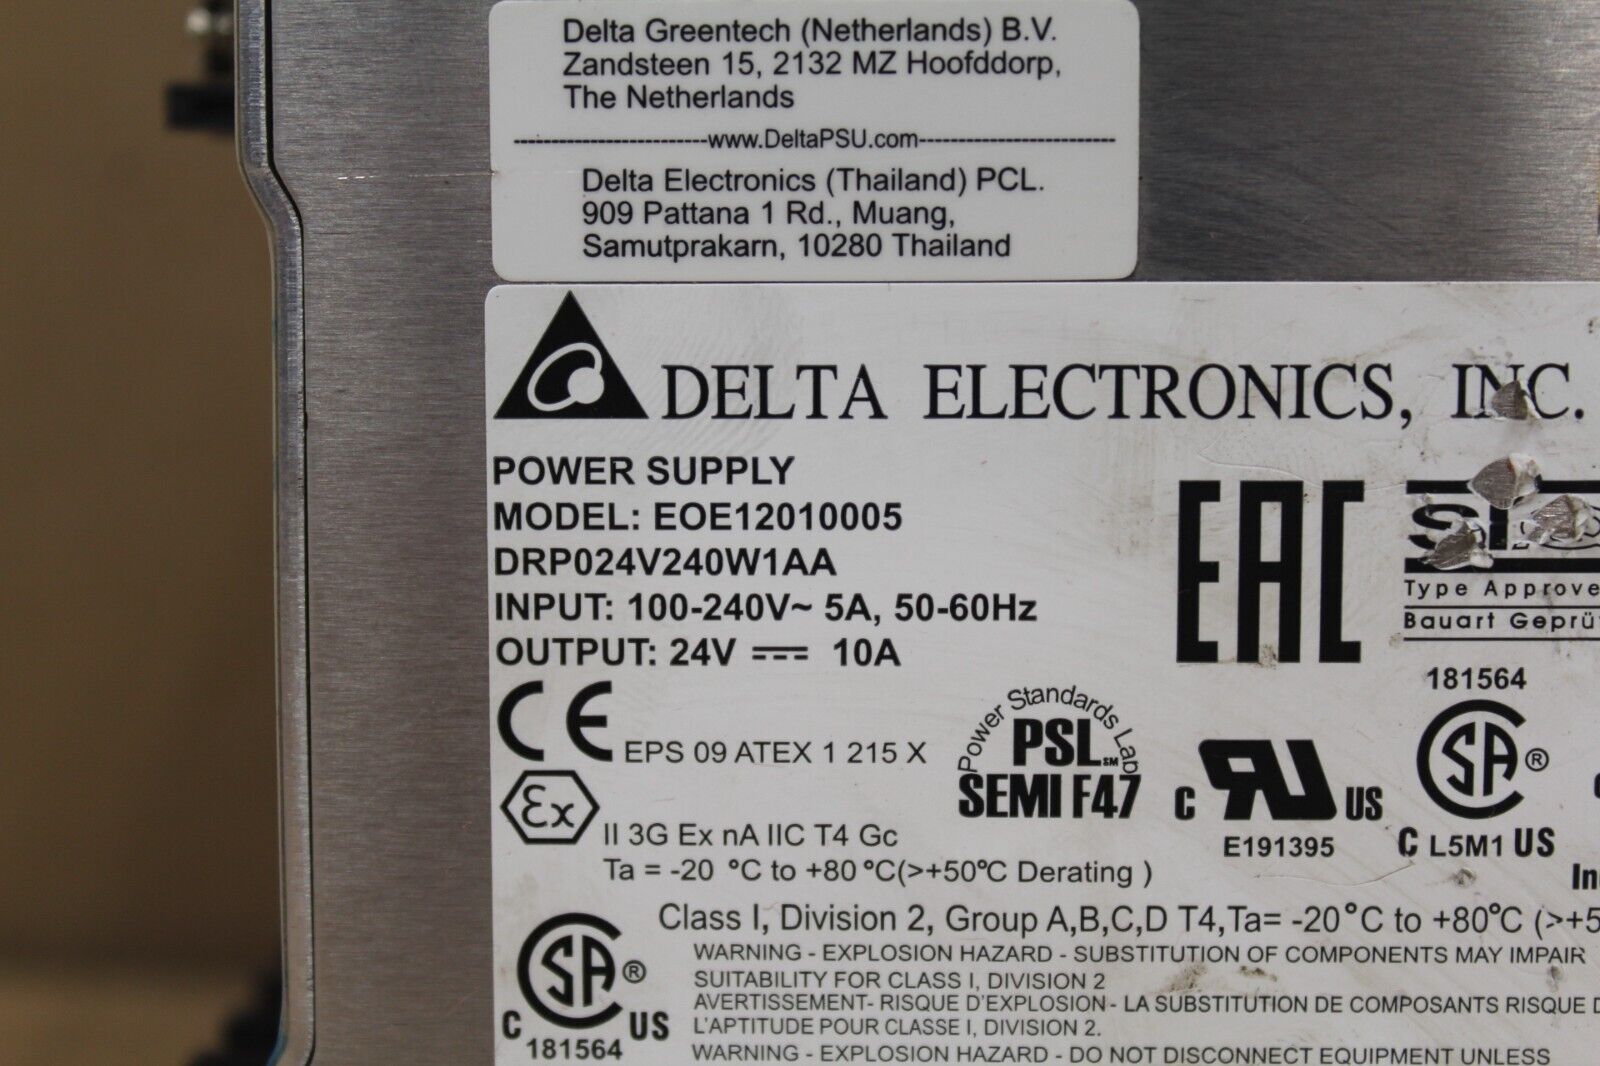 Delta Greentech (Netherlands) B.V.
Zandsteen 15, 2132 MZ Hoofddorp,
The Netherlands
www.DeltaPSU.com
Delta Electronics (Thailand) PCL.
909 Pattana 1 Rd., Muang,
Samutprakarn, 10280 Thailand
DELTA ELECTRONICS, INC.
POWER SUPPLY
MODEL: EOE12010005
DRP024V240W1AA
INPUT: 100-240V~ 5A, 50-60Hz
OUTPUT: 24V ⎓ 10A
EAC
Type Approve
Bauart Geprü
CE EPS 09 ATEX 1 215 X
Ex II 3G Ex nA IIC T4 Gc
Ta = -20 °C to +80 °C(>+50°C Derating )
Power Standards Lab
PSL SM
SEMI F47
C RU US
E191395
181564
SA ®
C L5M1 US
In
Class I, Division 2, Group A,B,C,D T4,Ta= -20°C to +80°C (>+5
SA ®
C US
181564
WARNING - EXPLOSION HAZARD - SUBSTITUTION OF COMPONENTS MAY IMPAIR
SUITABILITY FOR CLASS I, DIVISION 2
AVERTISSEMENT- RISQUE D'EXPLOSION - LA SUBSTITUTION DE COMPOSANTS RISQUE D
L'APTITUDE POUR CLASSE I, DIVISION 2.
WARNING - EXPLOSION HAZARD - DO NOT DISCONNECT EQUIPMENT UNLESS